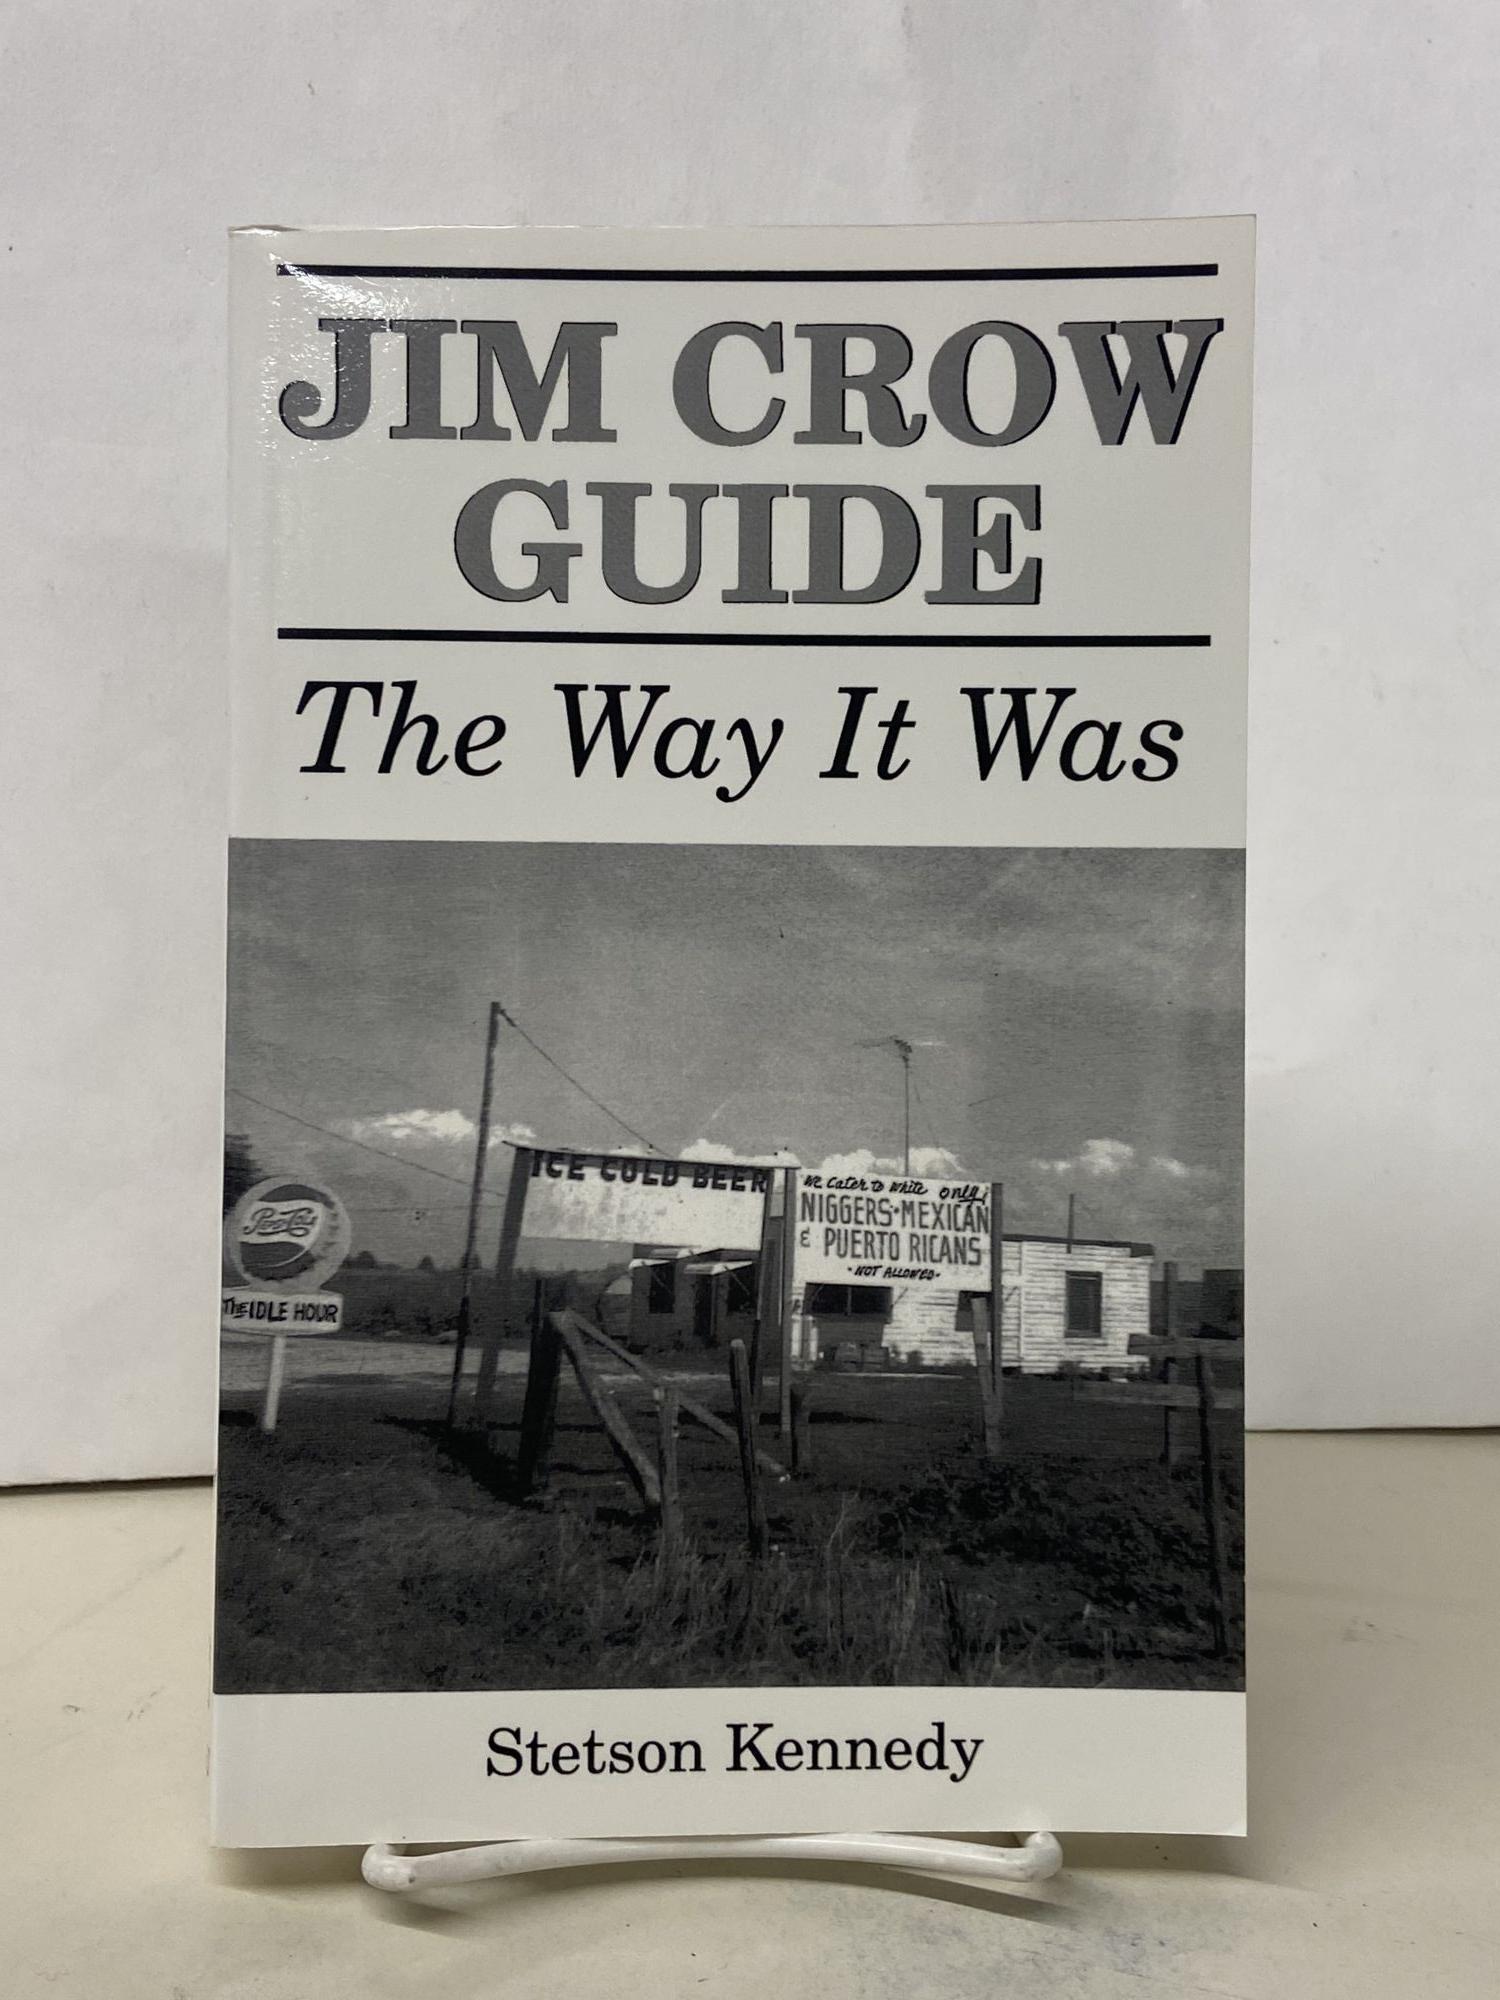 JIM CROW
GUIDE
The Way It Was
ICE COLD BEER
We Cater to White only
NIGGERS·MEXICAN
& PUERTO RICANS
·NOT ALLOWED·
Pepsi-Cola
The IDLE HOUR
Stetson Kennedy